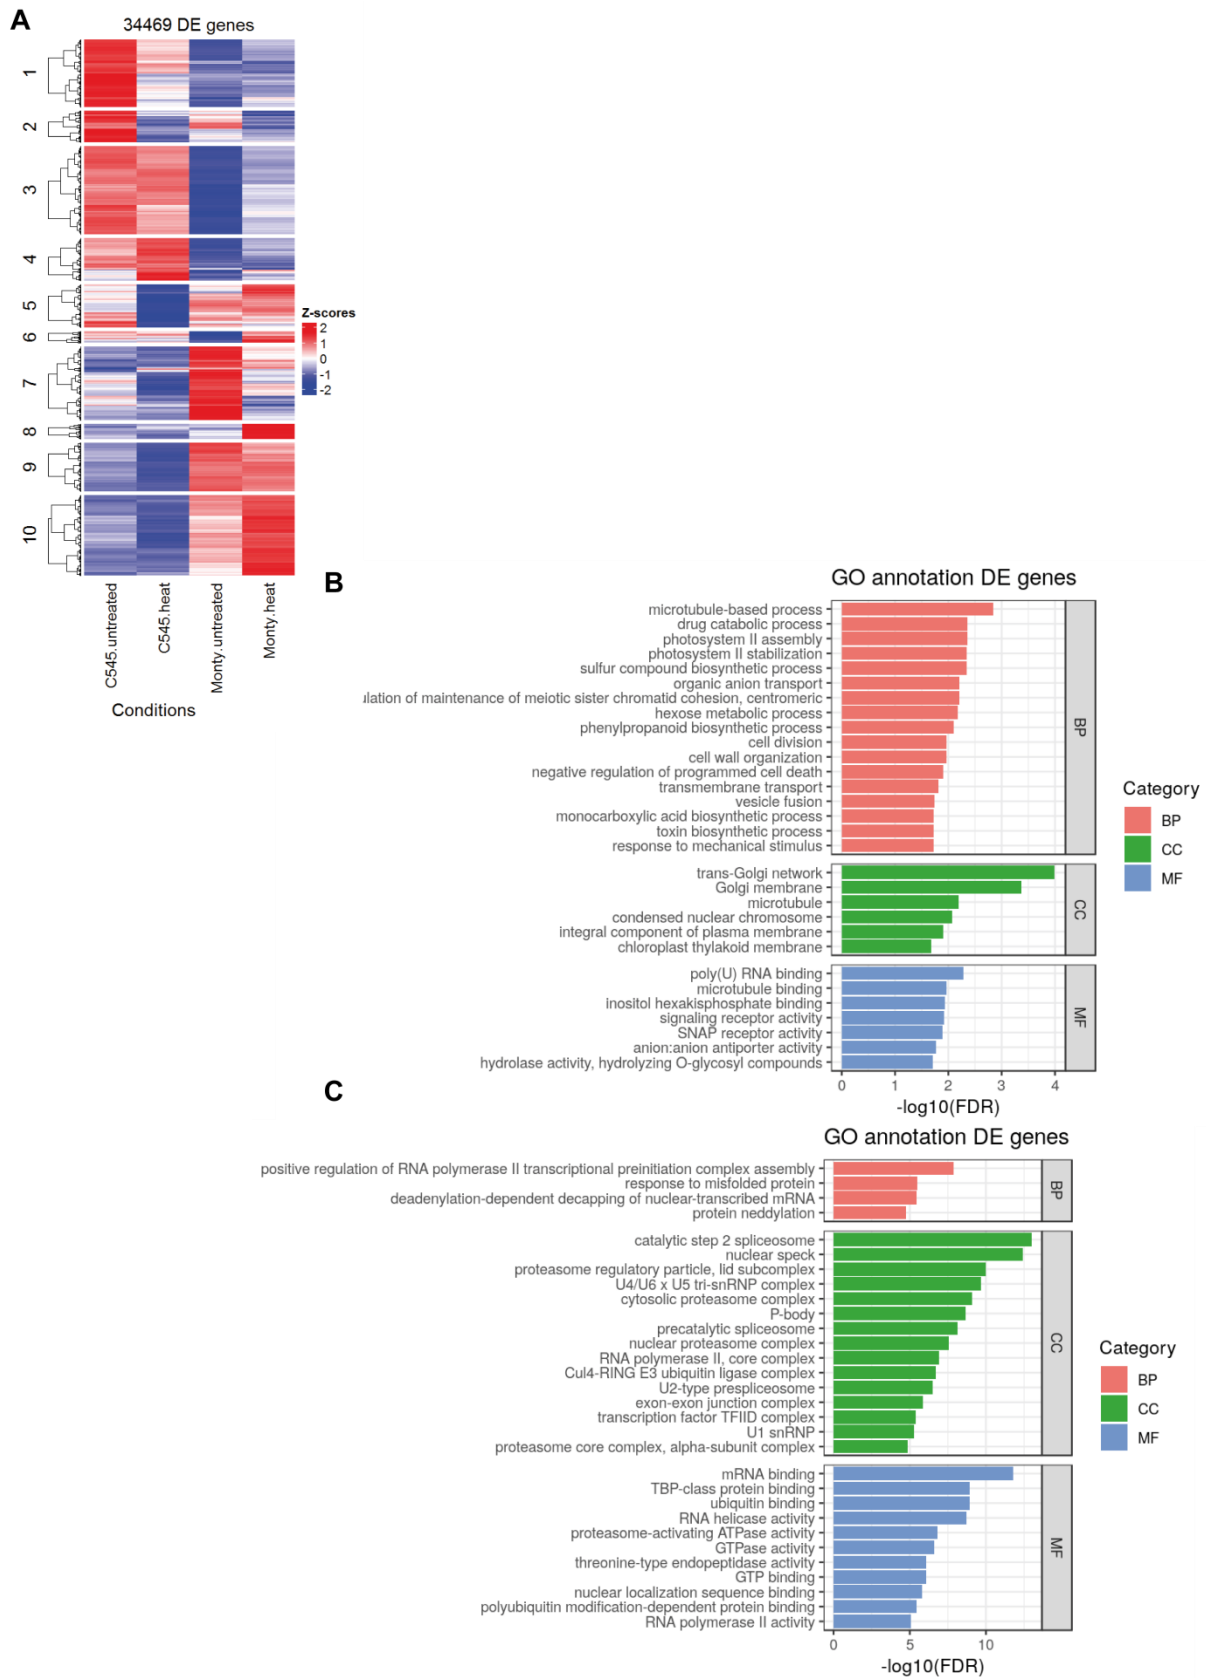 A
34469 DE genes
1
2
3
4
5
6
7
8
9
10
Z-scores
2
1
0
-1
-2
C545.untreated
C545.heat
Monty.untreated
Monty.heat
Conditions
B
GO annotation DE genes
microtubule-based process
drug catabolic process
photosystem II assembly
photosystem II stabilization
sulfur compound biosynthetic process
organic anion transport
ulation of maintenance of meiotic sister chromatid cohesion, centromeric
hexose metabolic process
phenylpropanoid biosynthetic process
cell division
cell wall organization
negative regulation of programmed cell death
transmembrane transport
vesicle fusion
monocarboxylic acid biosynthetic process
toxin biosynthetic process
response to mechanical stimulus
BP
trans-Golgi network
Golgi membrane
microtubule
condensed nuclear chromosome
integral component of plasma membrane
chloroplast thylakoid membrane
CC
poly(U) RNA binding
microtubule binding
inositol hexakisphosphate binding
signaling receptor activity
SNAP receptor activity
anion:anion antiporter activity
hydrolase activity, hydrolyzing O-glycosyl compounds
MF
0 1 2 3 4
-log10(FDR)
Category
BP
CC
MF
C
GO annotation DE genes
positive regulation of RNA polymerase II transcriptional preinitiation complex assembly
response to misfolded protein
deadenylation-dependent decapping of nuclear-transcribed mRNA
protein neddylation
BP
catalytic step 2 spliceosome
nuclear speck
proteasome regulatory particle, lid subcomplex
U4/U6 x U5 tri-snRNP complex
cytosolic proteasome complex
P-body
precatalytic spliceosome
nuclear proteasome complex
RNA polymerase II, core complex
Cul4-RING E3 ubiquitin ligase complex
U2-type prespliceosome
exon-exon junction complex
transcription factor TFIID complex
U1 snRNP
proteasome core complex, alpha-subunit complex
CC
mRNA binding
TBP-class protein binding
ubiquitin binding
RNA helicase activity
proteasome-activating ATPase activity
GTPase activity
threonine-type endopeptidase activity
GTP binding
nuclear localization sequence binding
polyubiquitin modification-dependent protein binding
RNA polymerase II activity
MF
0 5 10
-log10(FDR)
Category
BP
CC
MF